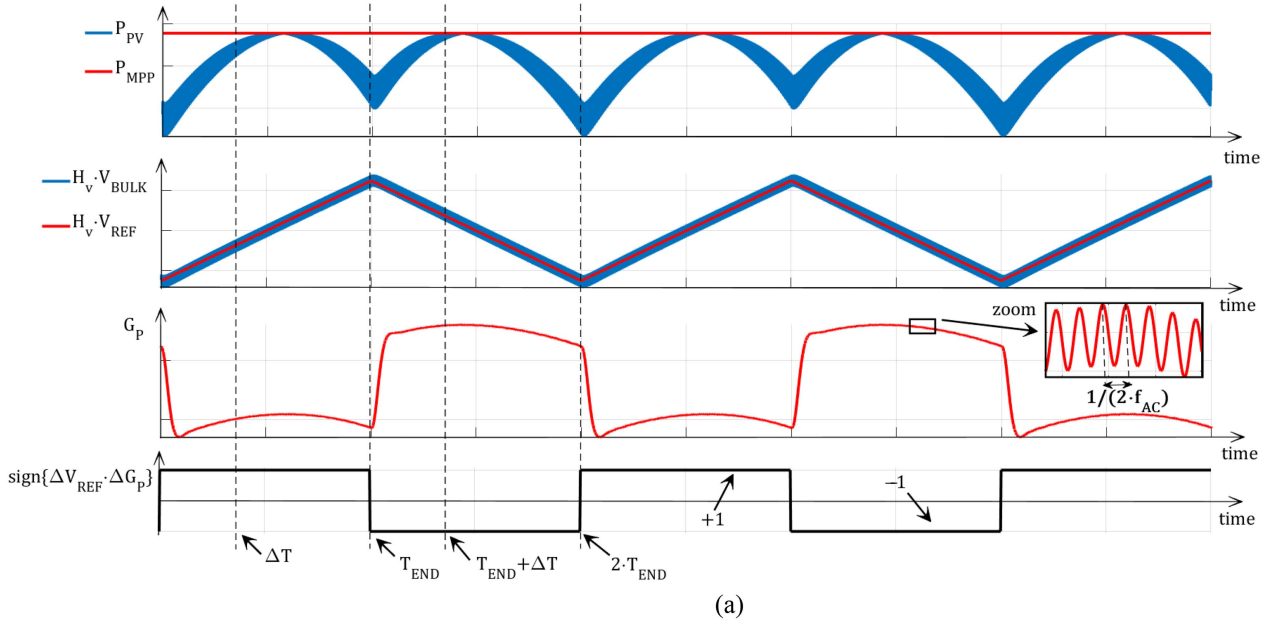 P_PV
P_MPP
time
H_v·V_BULK
H_v·V_REF
time
G_P
zoom
1/(2·f_AC)
time
sign{ΔV_REF·ΔG_P}
+1
−1
time
ΔT
T_END
T_END+ΔT
2·T_END
(a)